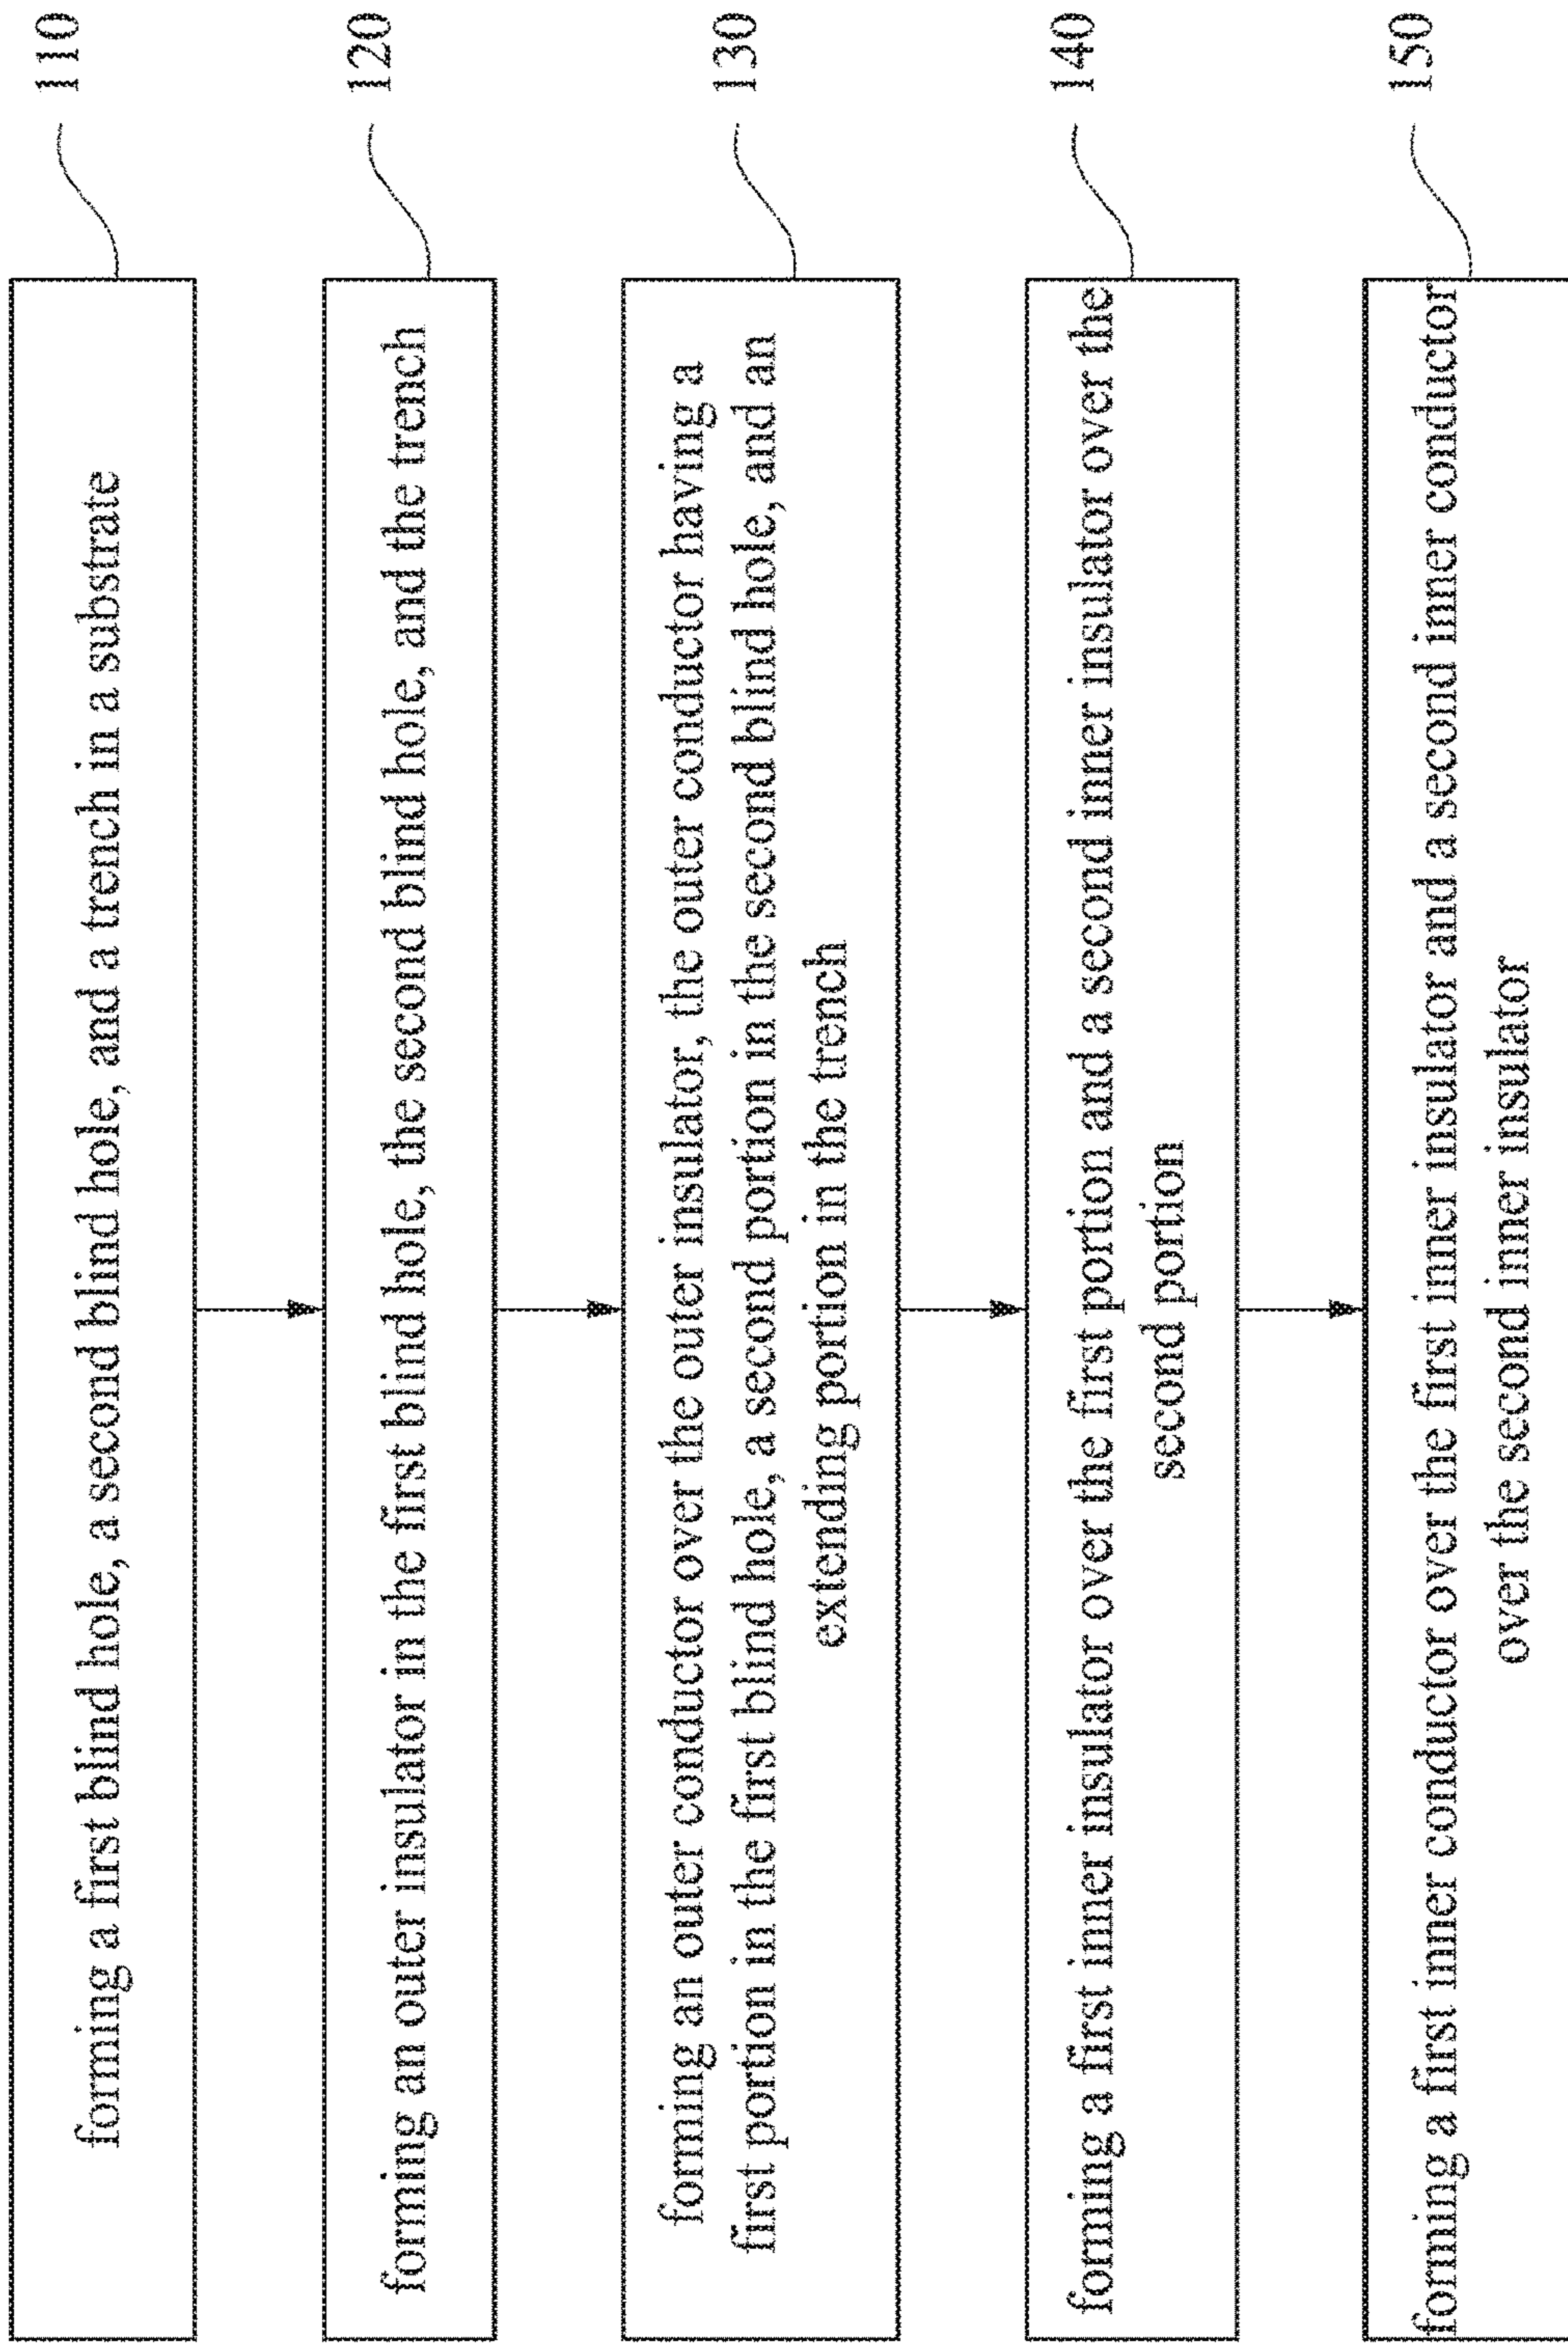 forming a first blind hole, a second blind hole, and a trench in a substrate
110
forming an outer insulator in the first blind hole, the second blind hole, and the trench
120
forming an outer conductor over the outer insulator, the outer conductor having a
first portion in the first blind hole, a second portion in the second blind hole, and an
extending portion in the trench
130
forming a first inner insulator over the first portion and a second inner insulator over the
second portion
140
forming a first inner conductor over the first inner insulator and a second inner conductor
over the second inner insulator
150